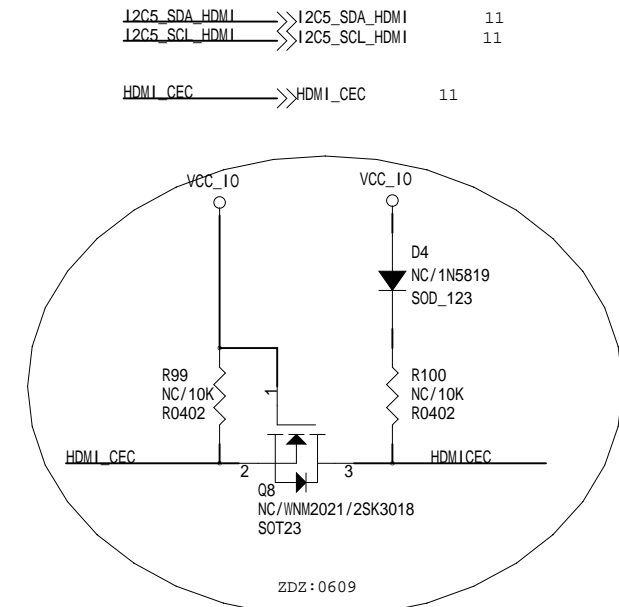 I2C5_SDA_HDMI I2C5_SDA_HDMI 11
I2C5_SCL_HDMI I2C5_SCL_HDMI 11
HDMI_CEC HDMI_CEC 11
VCC_IO VCC_IO
D4
NC/1N5819
SOD_123
R99
NC/10K
R0402
1
R100
NC/10K
R0402
HDMI_CEC 2 3 HDMICEC
Q8
NC/WNM2021/2SK3018
SOT23
ZDZ:0609